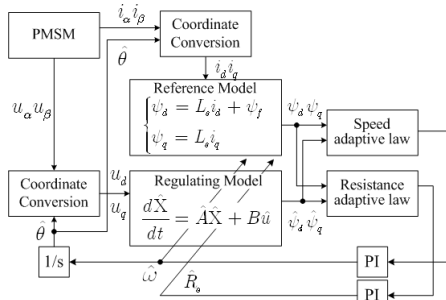 i_α i_β
PMSM
Coordinate
Conversion
θ̂
i_d i_q
Reference Model
ψ_d = L_s i_d + ψ_f
ψ_q = L_s i_q
ψ_d ψ_q
Speed
adaptive law
u_α u_β
Coordinate
Conversion
u_d
u_q
Regulating Model
dX̂/dt = ÂX̂ + Bû
ψ̂_d ψ̂_q
Resistance
adaptive law
θ̂
1/s
ω̂
R̂_s
PI
PI